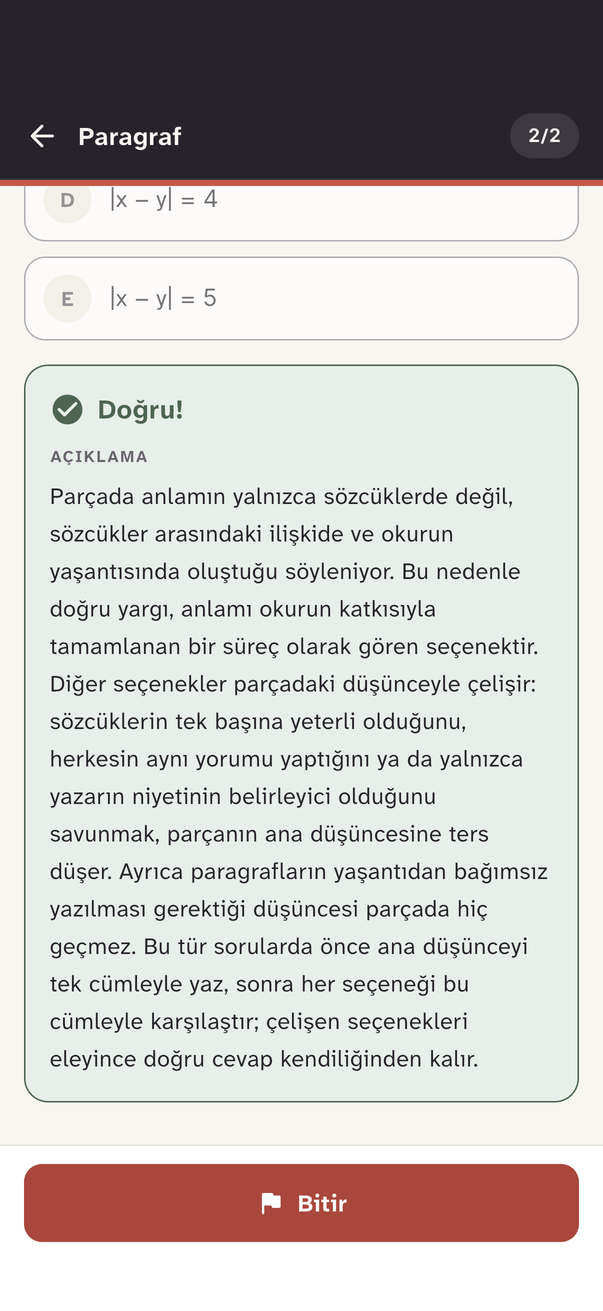 Paragraf
2/2
D |x – y| = 4
E |x – y| = 5
Doğru!
AÇIKLAMA
Parçada anlamın yalnızca sözcüklerde değil,
sözcükler arasındaki ilişkide ve okurun
yaşantısında oluştuğu söyleniyor. Bu nedenle
doğru yargı, anlamı okurun katkısıyla
tamamlanan bir süreç olarak gören seçenektir.
Diğer seçenekler parçadaki düşünceyle çelişir:
sözcüklerin tek başına yeterli olduğunu,
herkesin aynı yorumu yaptığını ya da yalnızca
yazarın niyetinin belirleyici olduğunu
savunmak, parçanın ana düşüncesine ters
düşer. Ayrıca paragrafların yaşantıdan bağımsız
yazılması gerektiği düşüncesi parçada hiç
geçmez. Bu tür sorularda önce ana düşünceyi
tek cümleyle yaz, sonra her seçeneği bu
cümleyle karşılaştır; çelişen seçenekleri
eleyince doğru cevap kendiliğinden kalır.
Bitir